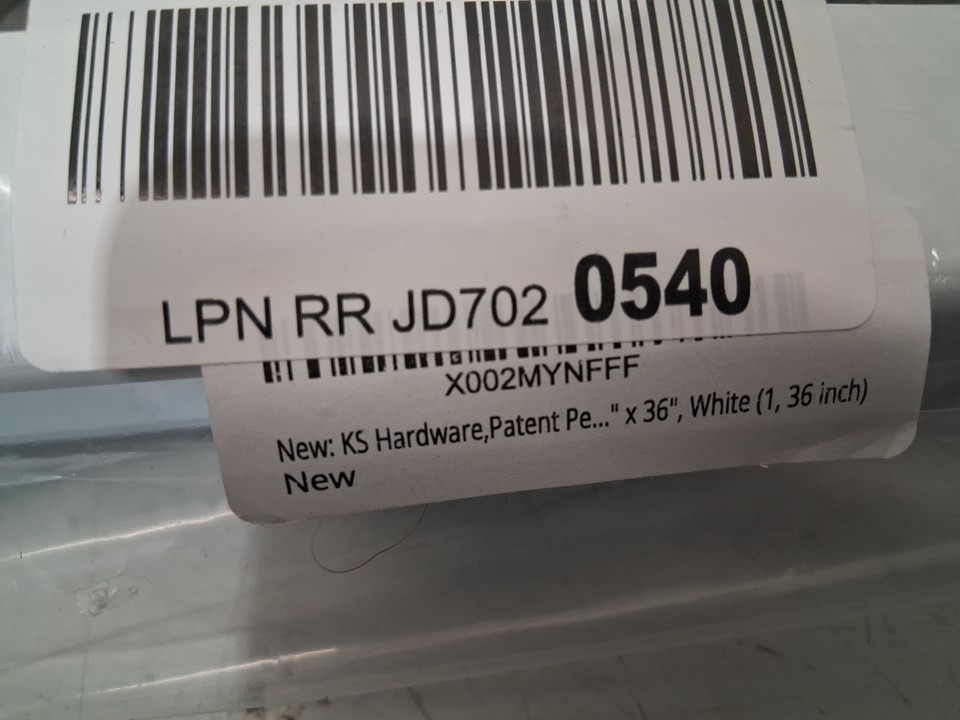 LPN RR JD702 0540
X002MYNFFF
New: KS Hardware,Patent Pe..." x 36", White (1, 36 inch)
New